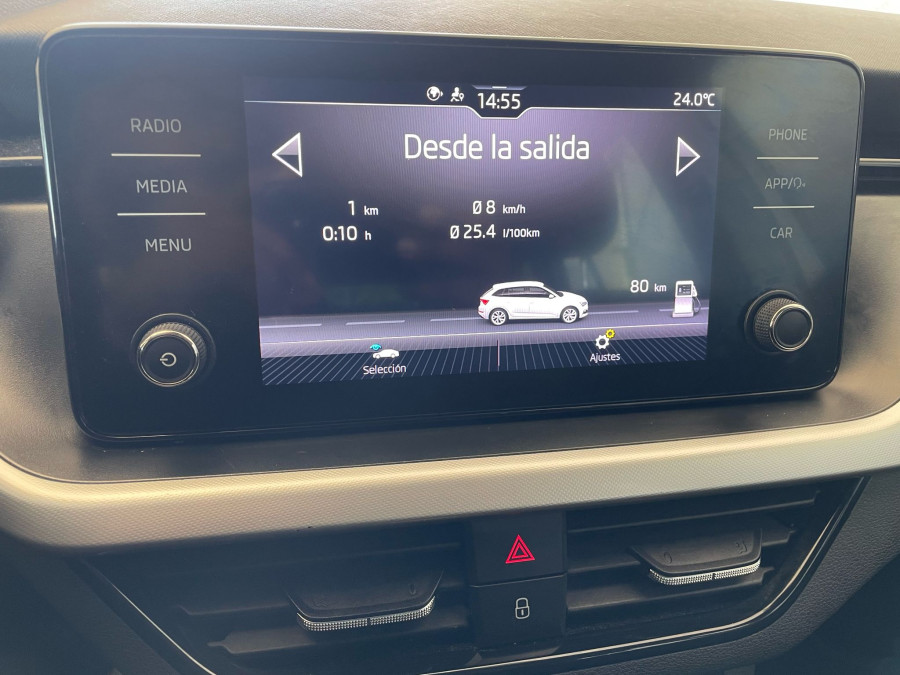 14:55
24.0°C
RADIO
MEDIA
MENU
Desde la salida
1 km
Ø 8 km/h
0:10 h
Ø 25.4 l/100km
80 km
Selección
Ajustes
PHONE
APP/
CAR